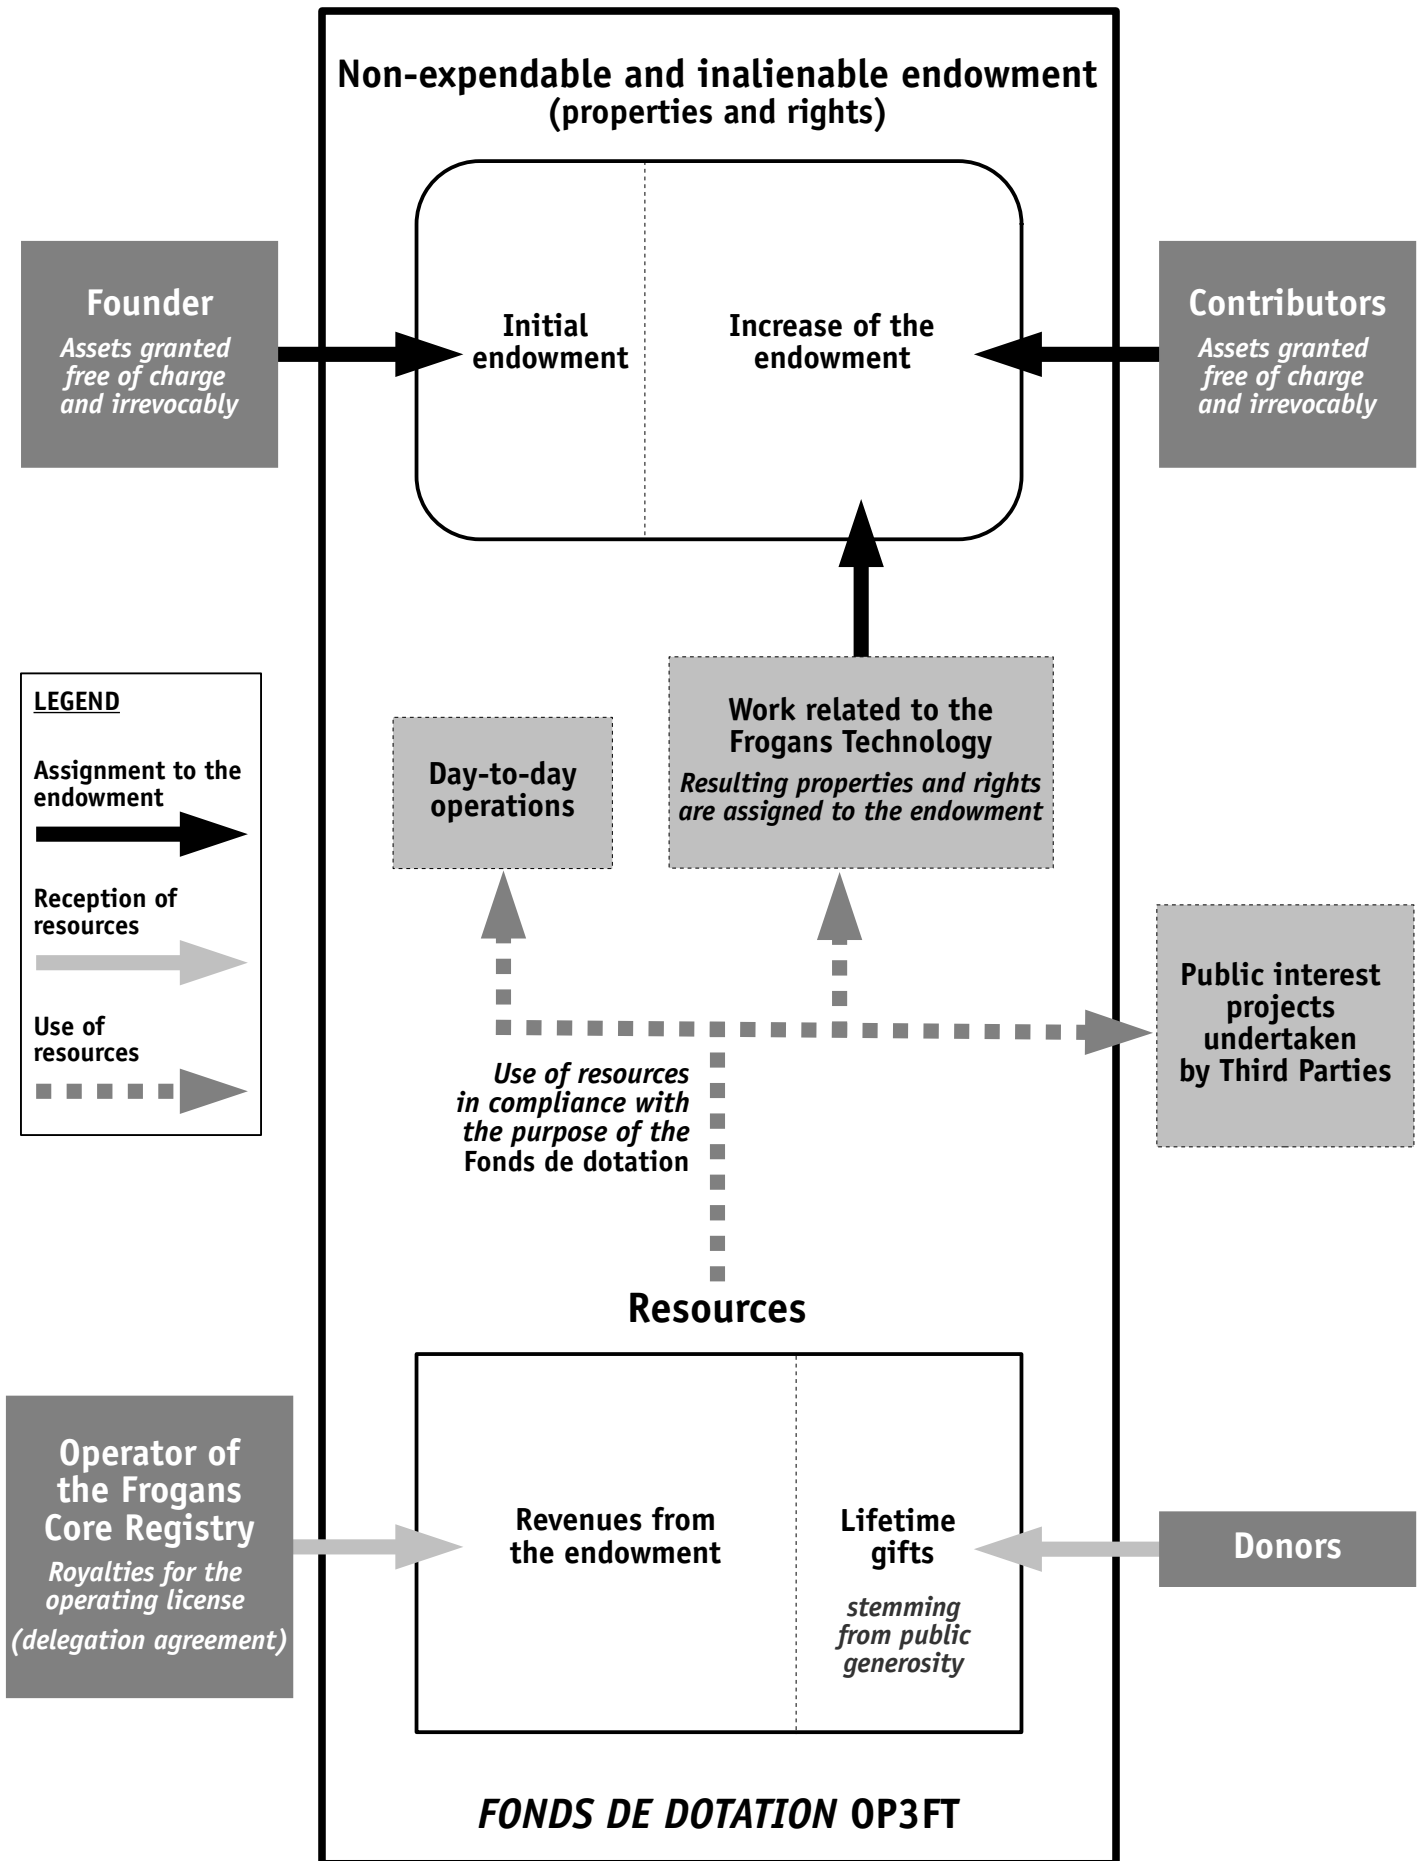 Non-expendable and inalienable endowment
(properties and rights)
Founder
Assets granted
free of charge
and irrevocably
Initial
endowment
Increase of the
endowment
Contributors
Assets granted
free of charge
and irrevocably
LEGEND
Assignment to the
endowment
Reception of
resources
Use of
resources
Day-to-day
operations
Work related to the
Frogans Technology
Resulting properties and rights
are assigned to the endowment
Public interest
projects
undertaken
by Third Parties
Use of resources
in compliance with
the purpose of the
Fonds de dotation
Resources
Operator of
the Frogans
Core Registry
Royalties for the
operating license
(delegation agreement)
Revenues from
the endowment
Lifetime
gifts
stemming
from public
generosity
Donors
FONDS DE DOTATION OP3FT